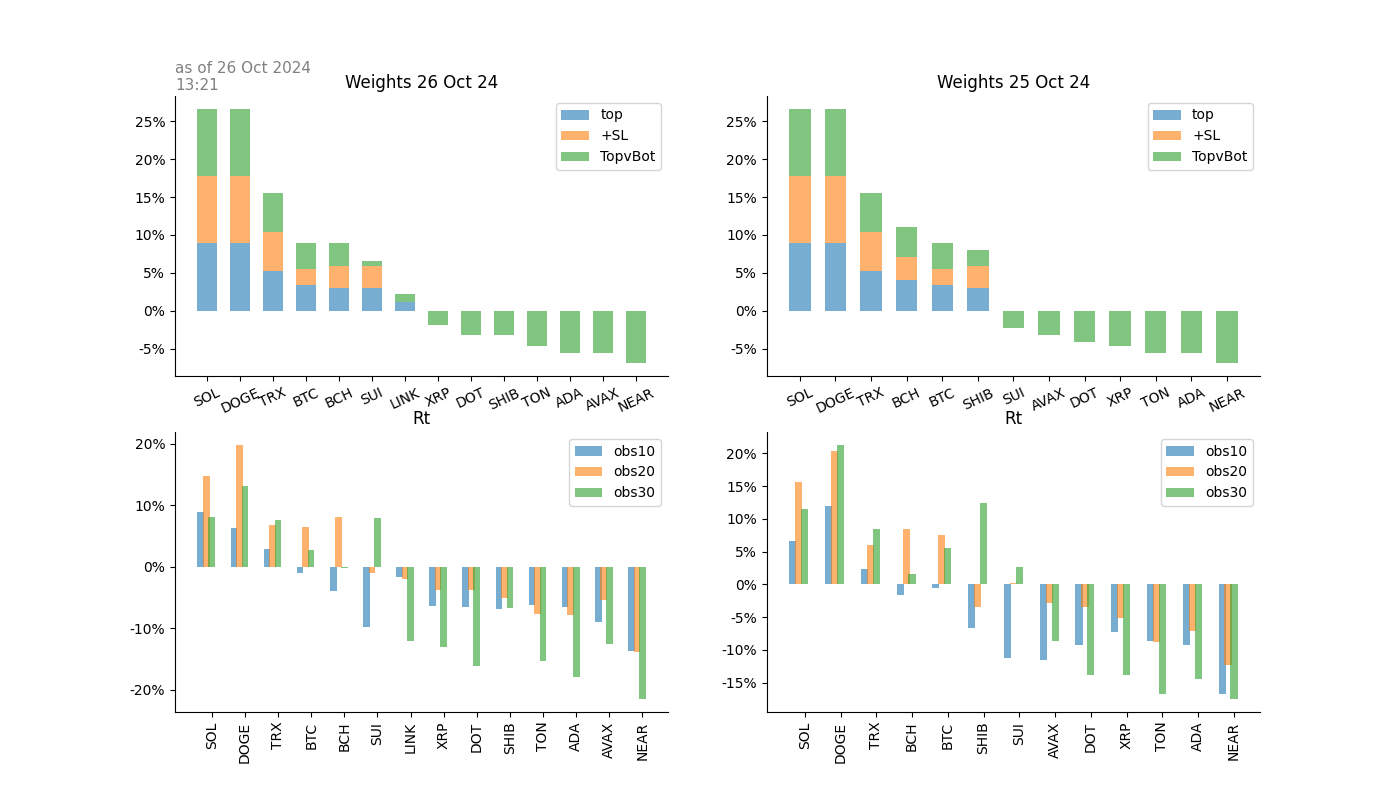 as of 26 Oct 2024
13:21
Weights 26 Oct 24
25%
20%
15%
10%
5%
0%
-5%
top
+SL
TopvBot
SOL DOGE TRX BTC BCH SUI LINK XRP DOT SHIB TON ADA AVAX NEAR
Weights 25 Oct 24
25%
20%
15%
10%
5%
0%
-5%
top
+SL
TopvBot
SOL DOGE TRX BCH BTC SHIB SUI AVAX DOT XRP TON ADA NEAR
Rt
20%
10%
0%
-10%
-20%
obs10
obs20
obs30
SOL DOGE TRX BTC BCH SUI LINK XRP DOT SHIB TON ADA AVAX NEAR
Rt
20%
15%
10%
5%
0%
-5%
-10%
-15%
obs10
obs20
obs30
SOL DOGE TRX BCH BTC SHIB SUI AVAX DOT XRP TON ADA NEAR